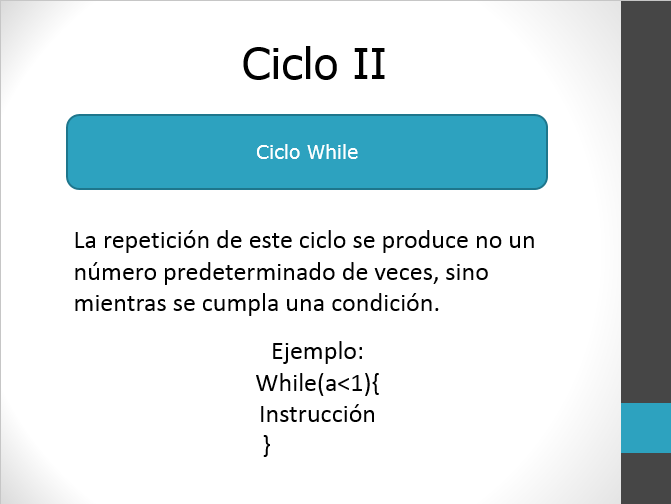 Ciclo II
Ciclo While
La repetición de este ciclo se produce no un
número predeterminado de veces, sino
mientras se cumpla una condición.
Ejemplo:
While(a<1){
Instrucción
}